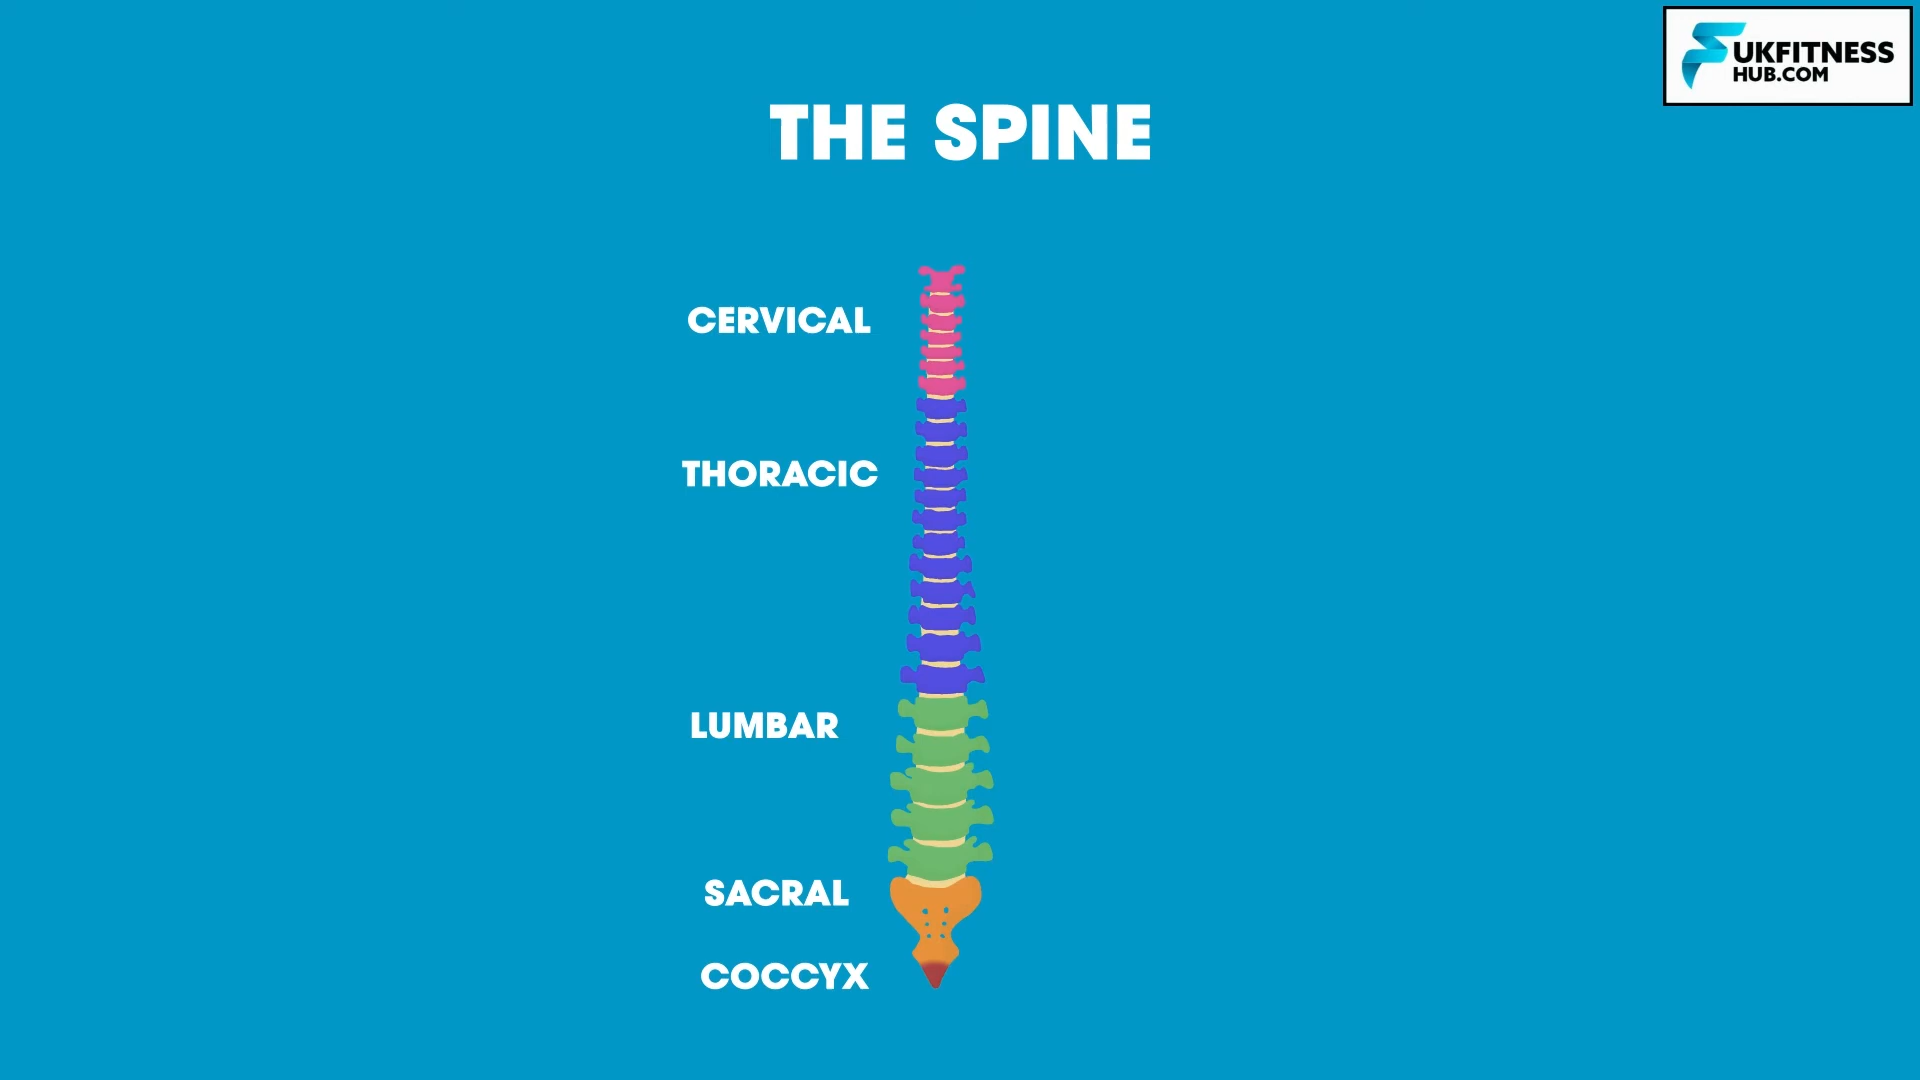 UKFITNESS
HUB.COM
THE SPINE
CERVICAL
THORACIC
LUMBAR
SACRAL
COCCYX